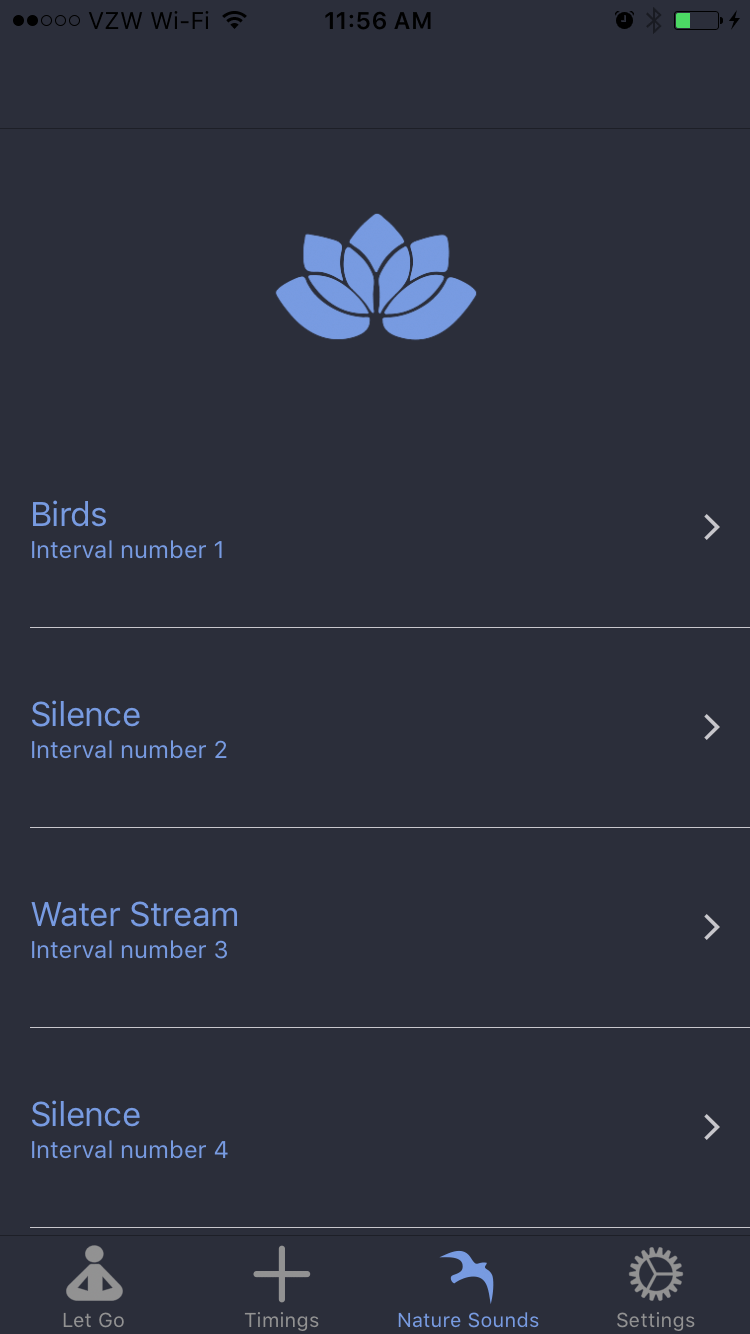 VZW Wi-Fi 11:56 AM
Birds
Interval number 1
Silence
Interval number 2
Water Stream
Interval number 3
Silence
Interval number 4
Let Go Timings Nature Sounds Settings